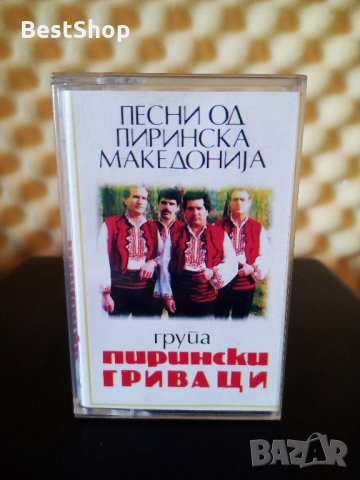 BestShop
ПЕСНИ ОД
ПИРИНСКА
МАКЕДОНИЈА
група
ПИРИНСКИ
ГРИВАЦИ
BAZAR